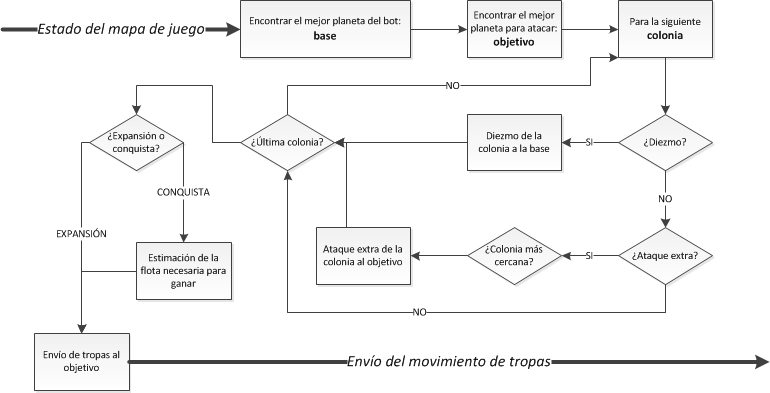 Estado del mapa de juego
Encontrar el mejor
planeta del bot:
base
Encontrar el mejor
planeta para atacar:
objetivo
Para la siguiente
colonia
NO
¿Expansión o
conquista?
¿Última colonia?
Diezmo de la
colonia a la base
SI
¿Diezmo?
CONQUISTA
NO
EXPANSIÓN
Estimación de la
flota necesaria para
ganar
Ataque extra de la
colonia al objetivo
¿Colonia más
cercana?
SI
¿Ataque extra?
NO
Envío de tropas al
objetivo
Envío del movimiento de tropas